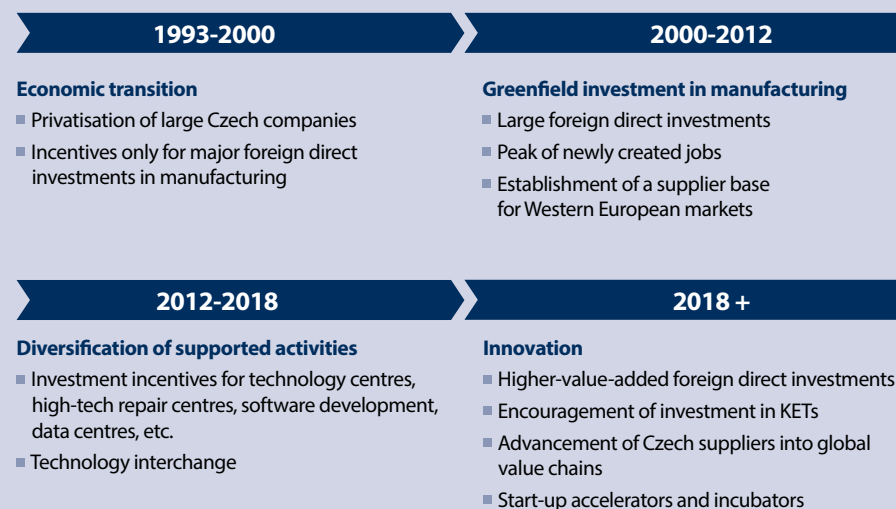 1993-2000
Economic transition
Privatisation of large Czech companies
Incentives only for major foreign direct
investments in manufacturing
2000-2012
Greenfield investment in manufacturing
Large foreign direct investments
Peak of newly created jobs
Establishment of a supplier base
for Western European markets
2012-2018
Diversification of supported activities
Investment incentives for technology centres,
high-tech repair centres, software development,
data centres, etc.
Technology interchange
2018 +
Innovation
Higher-value-added foreign direct investments
Encouragement of investment in KETs
Advancement of Czech suppliers into global
value chains
Start-up accelerators and incubators